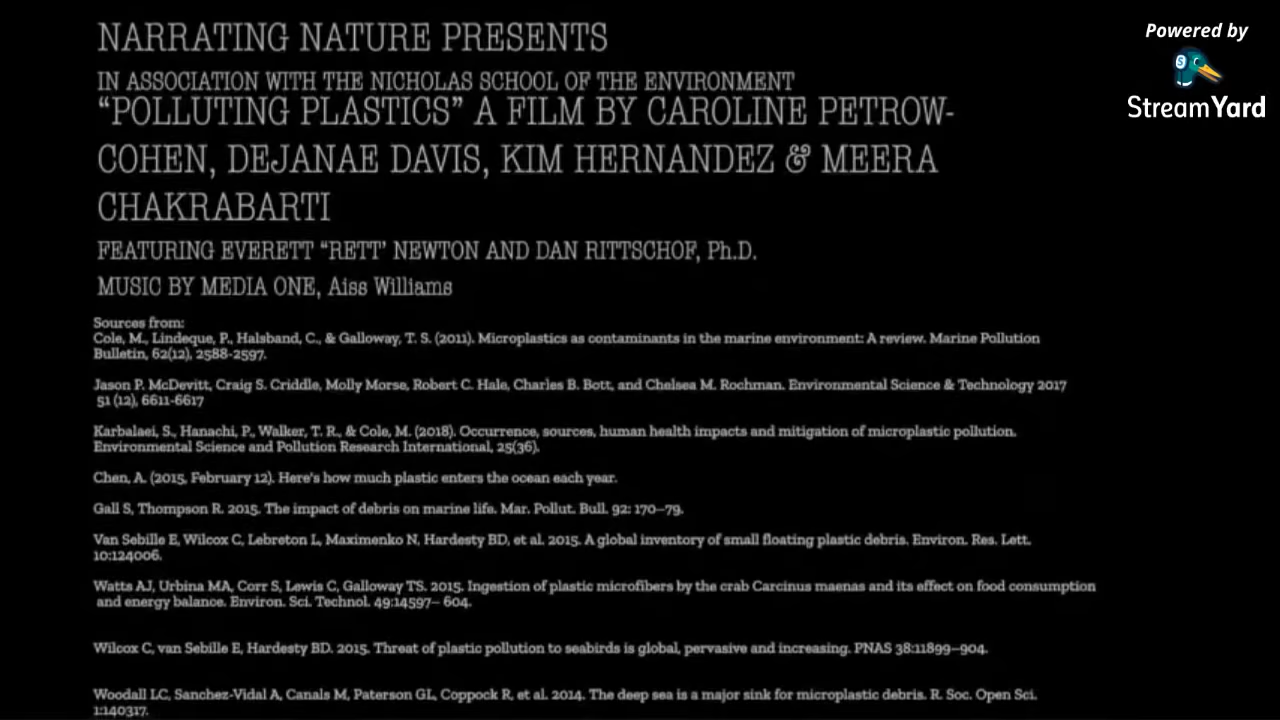 NARRATING NATURE PRESENTS
IN ASSOCIATION WITH THE NICHOLAS SCHOOL OF THE ENVIRONMENT
“POLLUTING PLASTICS” A FILM BY CAROLINE PETROW-
COHEN, DEJANAE DAVIS, KIM HERNANDEZ & MEERA
CHAKRABARTI
FEATURING EVERETT “RETT’ NEWTON AND DAN RITTSCHOF, Ph.D.
MUSIC BY MEDIA ONE, Aiss Williams
Sources from:
Cole, M., Lindeque, P., Halsband, C., & Galloway, T. S. (2011). Microplastics as contaminants in the marine environment: A review. Marine Pollution
Bulletin, 62(12), 2588-2597.
Jason P. McDevitt, Craig S. Criddle, Molly Morse, Robert C. Hale, Charles B. Bott, and Chelsea M. Rochman. Environmental Science & Technology 2017
51 (12), 6611-6617
Karbalaei, S., Hanachi, P., Walker, T. R., & Cole, M. (2018). Occurrence, sources, human health impacts and mitigation of microplastic pollution.
Environmental Science and Pollution Research International, 25(36).
Chen, A. (2015, February 12). Here's how much plastic enters the ocean each year.
Gall S, Thompson R. 2015. The impact of debris on marine life. Mar. Pollut. Bull. 92: 170–79.
Van Sebille E, Wilcox C, Lebreton L, Maximenko N, Hardesty BD, et al. 2015. A global inventory of small floating plastic debris. Environ. Res. Lett.
10:124006.
Watts AJ, Urbina MA, Corr S, Lewis C, Galloway TS. 2015. Ingestion of plastic microfibers by the crab Carcinus maenas and its effect on food consumption
and energy balance. Environ. Sci. Technol. 49:14597– 604.
Wilcox C, van Sebille E, Hardesty BD. 2015. Threat of plastic pollution to seabirds is global, pervasive and increasing. PNAS 38:11899–904.
Woodall LC, Sanchez-Vidal A, Canals M, Paterson GL, Coppock R, et al. 2014. The deep sea is a major sink for microplastic debris. R. Soc. Open Sci.
1:140317.
Powered by
S
StreamYard